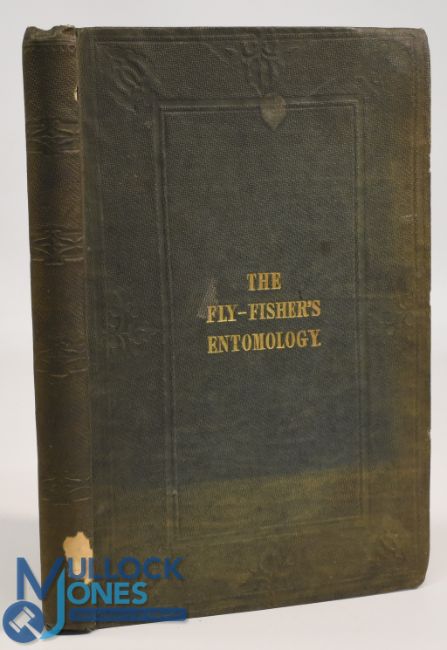 THE
FLY-FISHER'S
ENTOMOLOGY.
MULLOCK
JONES